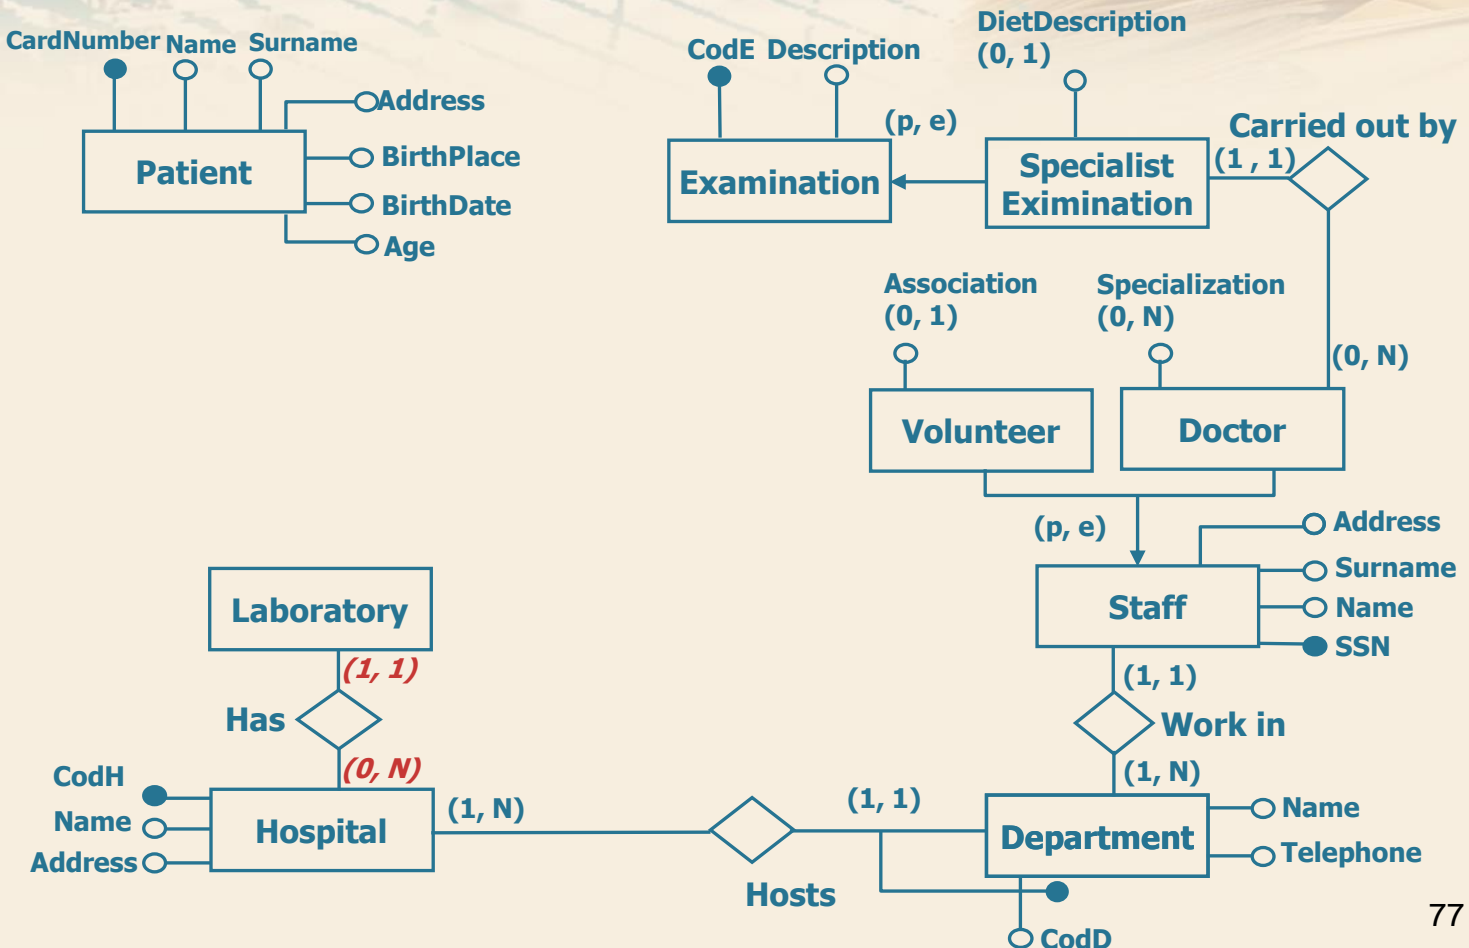 DietDescription
(0, 1)
CardNumber Name Surname
CodE Description
Address
(p, e)
Carried out by
Patient
BirthPlace
BirthDate
Age
Examination
Specialist
Eximination
(1 , 1)
Association
(0, 1)
Specialization
(0, N)
(0, N)
Volunteer
Doctor
(p, e)
Address
Surname
Name
SSN
Staff
Laboratory
(1, 1)
Has
(0, N)
(1, 1)
Work in
(1, N)
CodH
Name
Address
Hospital
(1, N)
(1, 1)
Hosts
Department
Name
Telephone
CodD
77